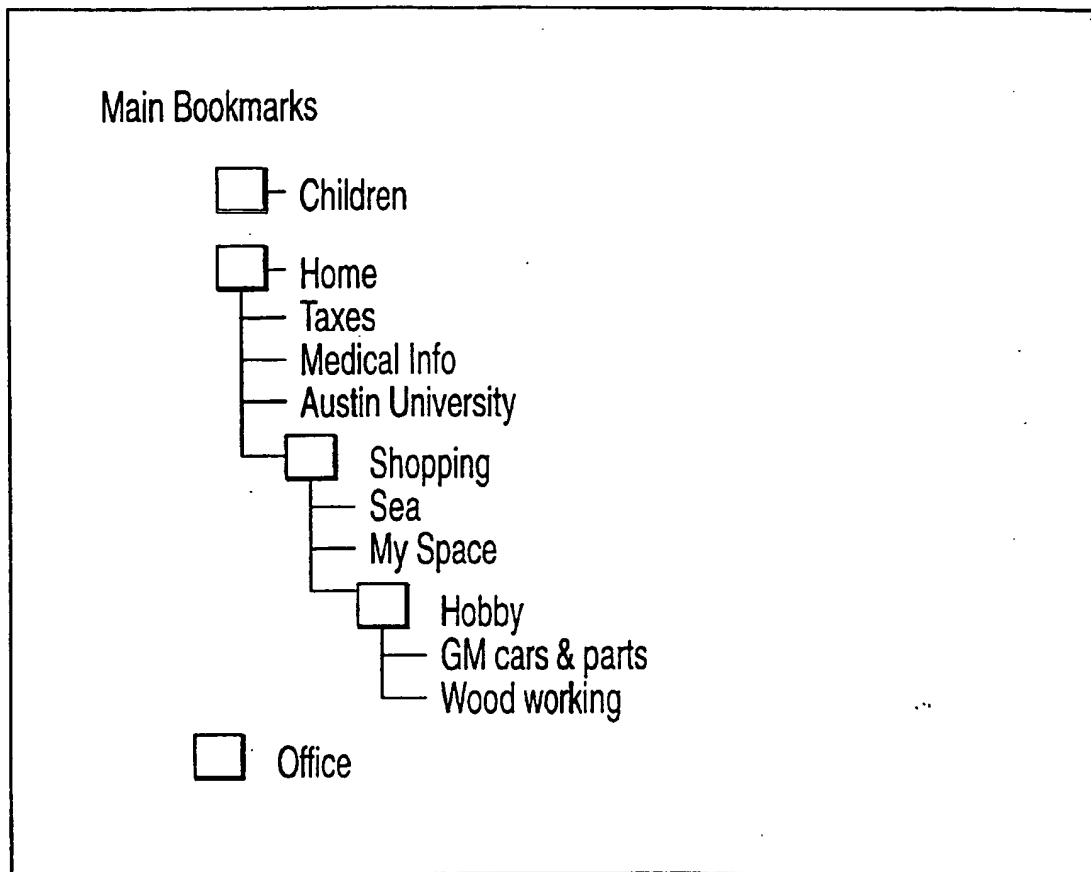 Main Bookmarks
Children
Home
Taxes
Medical Info
Austin University
Shopping
Sea
My Space
Hobby
GM cars & parts
Wood working
Office